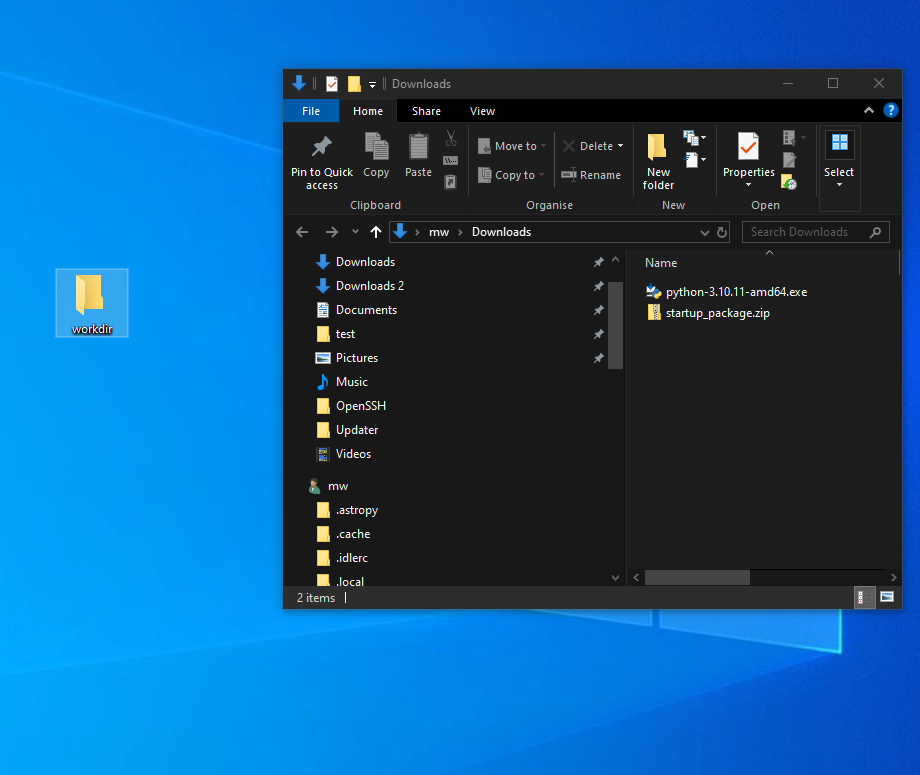 Downloads
File Home Share View
Pin to Quick access
Copy
Paste
Clipboard
Move to
Copy to
Delete
Rename
Organise
New folder
New
Properties
Open
Select
mw Downloads
Search Downloads
Downloads
Downloads 2
Documents
test
Pictures
Music
OpenSSH
Updater
Videos
mw
.astropy
.cache
.idlerc
.local
Name
python-3.10.11-amd64.exe
startup_package.zip
2 items
workdir